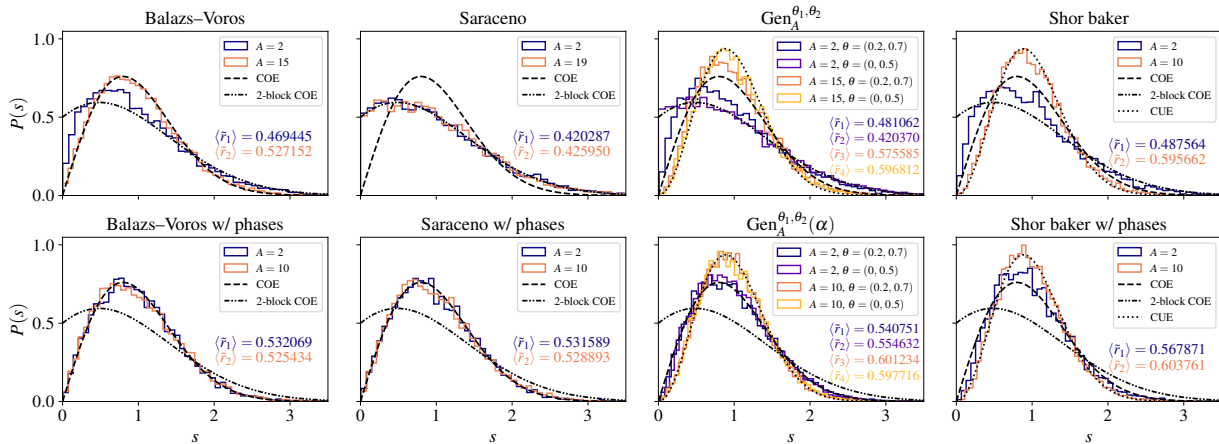 Balazs–Voros
Saraceno
Gen_A^{θ₁,θ₂}
Shor baker
P(s)
1.0
0.5
0.0
A = 2
A = 15
COE
2-block COE
⟨r̃₁⟩ = 0.469445
⟨r̃₂⟩ = 0.527152
A = 2
A = 19
COE
2-block COE
⟨r̃₁⟩ = 0.420287
⟨r̃₂⟩ = 0.425950
A = 2, θ = (0.2, 0.7)
A = 2, θ = (0, 0.5)
A = 15, θ = (0.2, 0.7)
A = 15, θ = (0, 0.5)
⟨r̃₁⟩ = 0.481062
⟨r̃₂⟩ = 0.420370
⟨r̃₃⟩ = 0.575585
⟨r̃₄⟩ = 0.596812
A = 2
A = 10
COE
2-block COE
CUE
⟨r̃₁⟩ = 0.487564
⟨r̃₂⟩ = 0.595662
Balazs–Voros w/ phases
Saraceno w/ phases
Gen_A^{θ₁,θ₂}(α)
Shor baker w/ phases
P(s)
1.0
0.5
0.0
A = 2
A = 10
COE
2-block COE
⟨r̃₁⟩ = 0.532069
⟨r̃₂⟩ = 0.525434
0 1 2 3
s
A = 2
A = 10
COE
2-block COE
⟨r̃₁⟩ = 0.531589
⟨r̃₂⟩ = 0.528893
0 1 2 3
s
A = 2, θ = (0.2, 0.7)
A = 2, θ = (0, 0.5)
A = 10, θ = (0.2, 0.7)
A = 10, θ = (0, 0.5)
⟨r̃₁⟩ = 0.540751
⟨r̃₂⟩ = 0.554632
⟨r̃₃⟩ = 0.601234
⟨r̃₄⟩ = 0.597716
0 1 2 3
s
A = 2
A = 10
COE
2-block COE
CUE
⟨r̃₁⟩ = 0.567871
⟨r̃₂⟩ = 0.603761
0 1 2 3
s